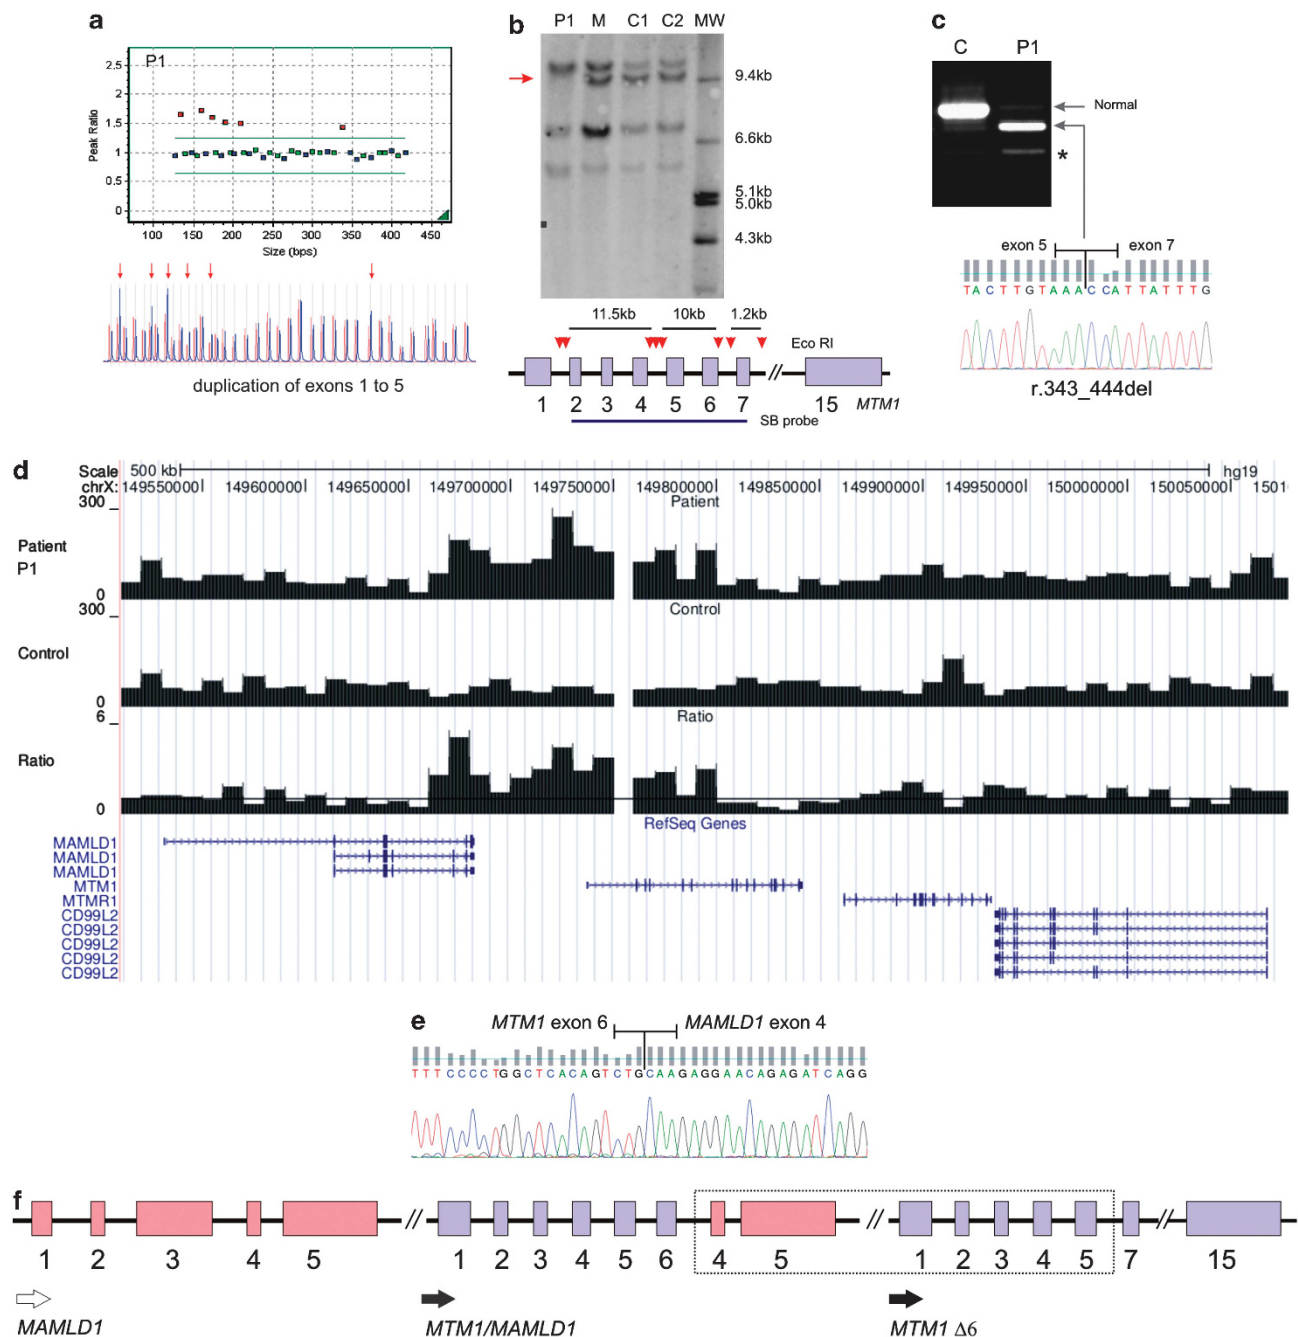 a
P1
Peak Ratio
2.5
2
1.5
1
0.5
0
100 150 200 250 300 350 400 450
Size (bps)
duplication of exons 1 to 5
b
P1 M C1 C2 MW
9.4kb
6.6kb
5.1kb
5.0kb
4.3kb
11.5kb 10kb 1.2kb
Eco RI
1 2 3 4 5 6 7 15 MTM1
SB probe
c
C P1
Normal
*
exon 5 exon 7
TACTTGTAAACCATTATTTG
r.343_444del
d
Scale 500 kb hg19
chrX: 149550000 149600000 149650000 149700000 149750000 149800000 149850000 149900000 149950000 150000000 150050000 15010
Patient
300
Patient
P1
0
Control
300
Control
0
Ratio
6
Ratio
0
RefSeq Genes
MAMLD1
MAMLD1
MAMLD1
MTM1
MTMR1
CD99L2
CD99L2
CD99L2
CD99L2
CD99L2
e
MTM1 exon 6 MAMLD1 exon 4
TTTCCCCTGGCTCACAGTCTGCAAGAGGAACAGAGATCAGG
f
1 2 3 4 5 // 1 2 3 4 5 6 4 5 // 1 2 3 4 5 7 // 15
MAMLD1 MTM1/MAMLD1 MTM1 Δ6